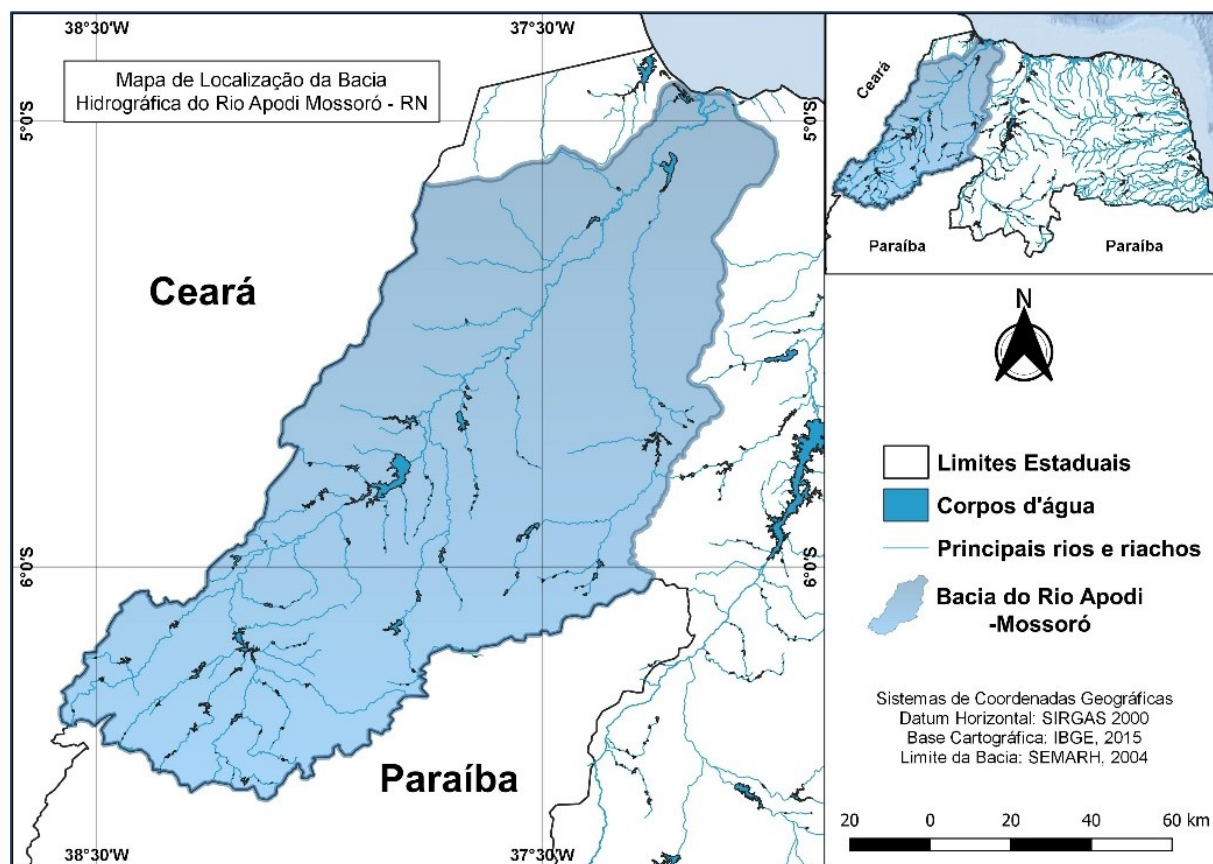 38°30'W
37°30'W
Mapa de Localização da Bacia
Hidrográfica do Rio Apodi Mossoró - RN
5°0'S
5°0'S
Ceará
6°0'S
6°0'S
Paraíba
38°30'W
37°30'W
Ceará
Paraíba
Paraíba
N
Limites Estaduais
Corpos d'água
Principais rios e riachos
Bacia do Rio Apodi
-Mossoró
Sistemas de Coordenadas Geográficas
Datum Horizontal: SIRGAS 2000
Base Cartográfica: IBGE, 2015
Limite da Bacia: SEMARH, 2004
20 0 20 40 60 km